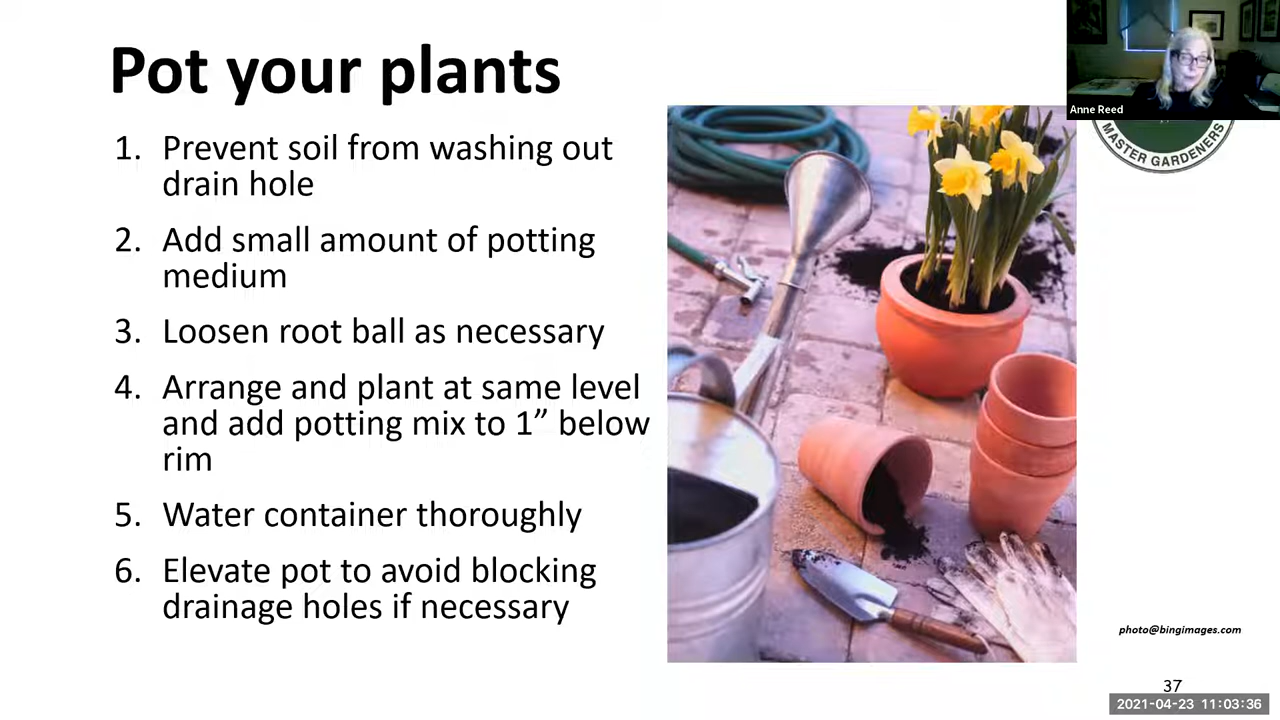 Pot your plants
Anne Reed
MASTER GARDENERS
1. Prevent soil from washing out
drain hole
2. Add small amount of potting
medium
3. Loosen root ball as necessary
4. Arrange and plant at same level
and add potting mix to 1” below
rim
5. Water container thoroughly
6. Elevate pot to avoid blocking
drainage holes if necessary
photo@bingimages.com
37
2021-04-23 11:03:36